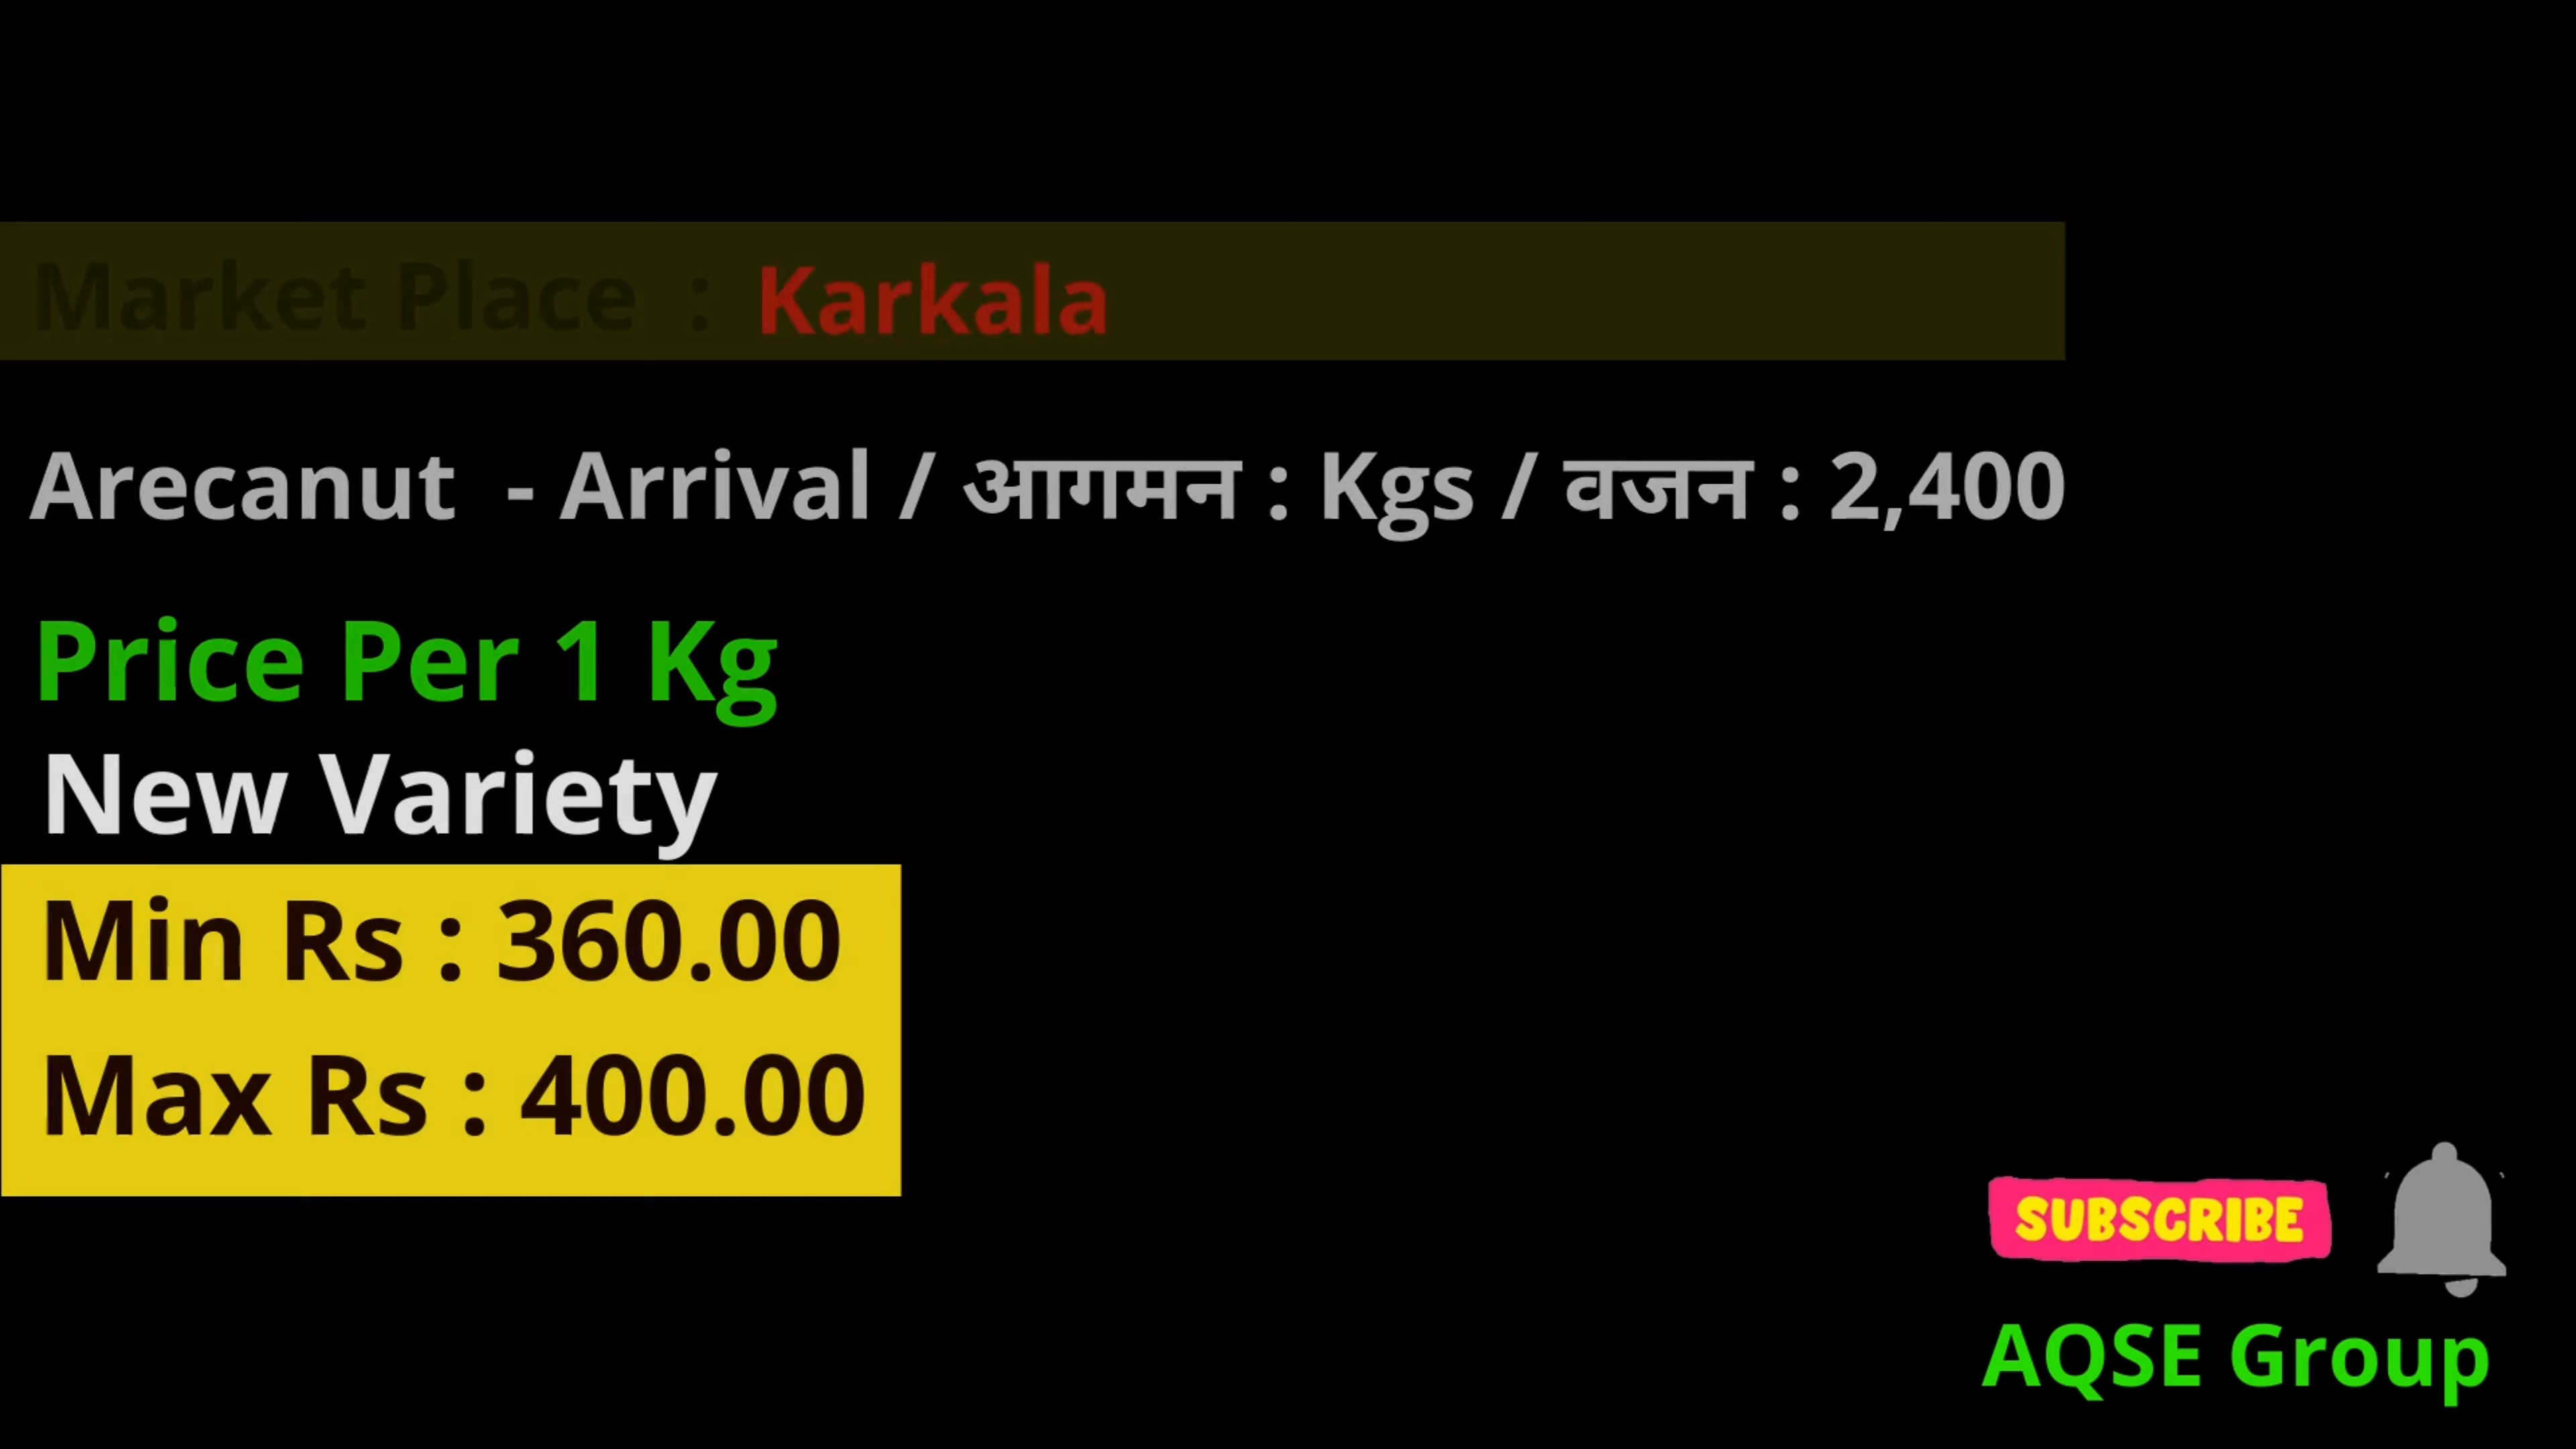 Market Place : Karkala
Arecanut - Arrival / आगमन : Kgs / वजन : 2,400
Price Per 1 Kg
New Variety
Min Rs : 360.00
Max Rs : 400.00
SUBSCRIBE
AQSE Group